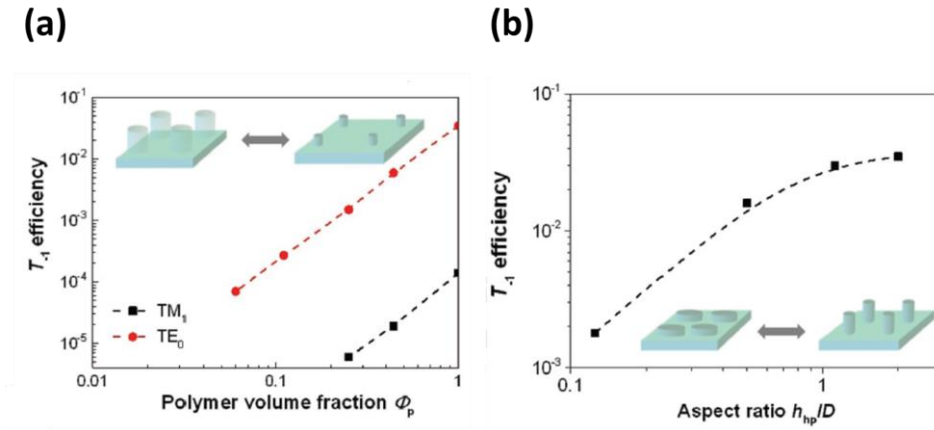 (a)
(b)
10⁻¹
10⁻²
10⁻³
10⁻⁴
10⁻⁵
T₋₁ efficiency
TM₁
TE₀
0.01
0.1
1
Polymer volume fraction Φₚ
10⁻¹
10⁻²
10⁻³
T₋₁ efficiency
0.1
1
Aspect ratio hₕₚ/D